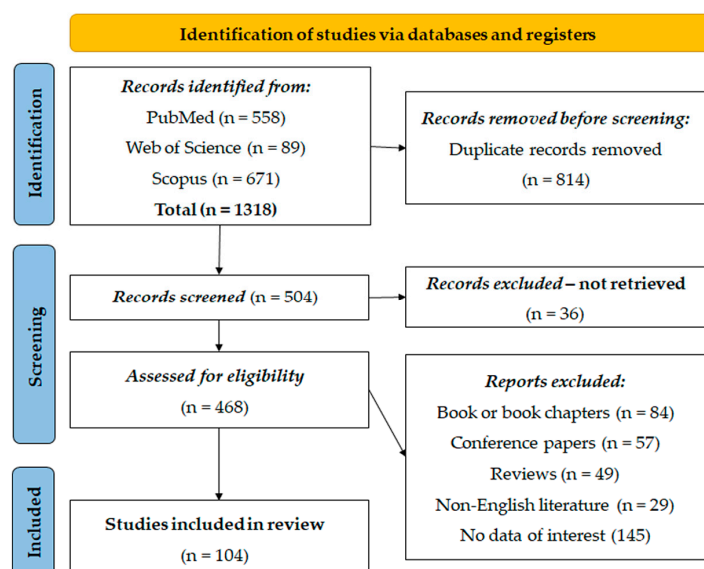 Identification of studies via databases and registers
Identification
Records identified from:
PubMed (n = 558)
Web of Science (n = 89)
Scopus (n = 671)
Total (n = 1318)
Records removed before screening:
Duplicate records removed
(n = 814)
Screening
Records screened (n = 504)
Records excluded – not retrieved
(n = 36)
Assessed for eligibility
(n = 468)
Reports excluded:
Book or book chapters (n = 84)
Conference papers (n = 57)
Reviews (n = 49)
Non-English literature (n = 29)
No data of interest (145)
Included
Studies included in review
(n = 104)